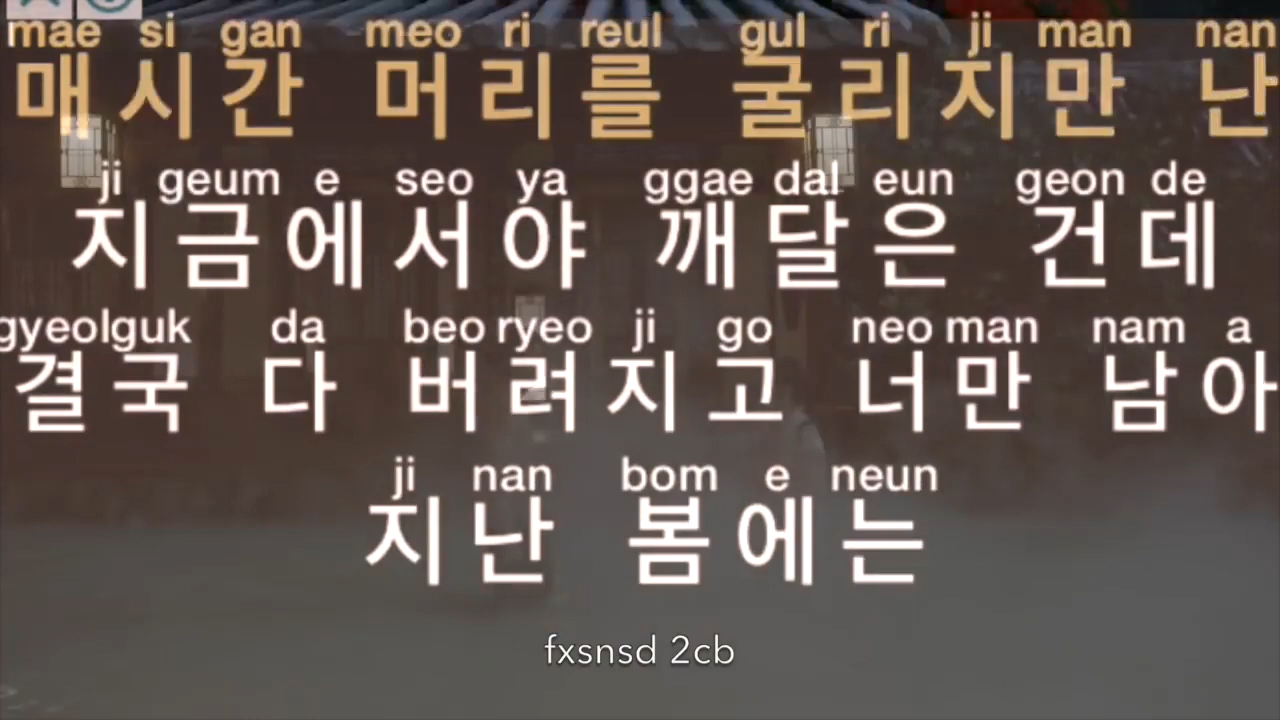 mae si gan meo ri reul gul ri ji man nan
매시간 머리를 굴리지만 난
ji geum e seo ya ggae dal eun geon de
지금에서야 깨달은 건데
gyeolguk da beo ryeo ji go neo man nam a
결국 다 버려지고 너만 남아
ji nan bom e neun
지난 봄에는
fxsnsd 2cb